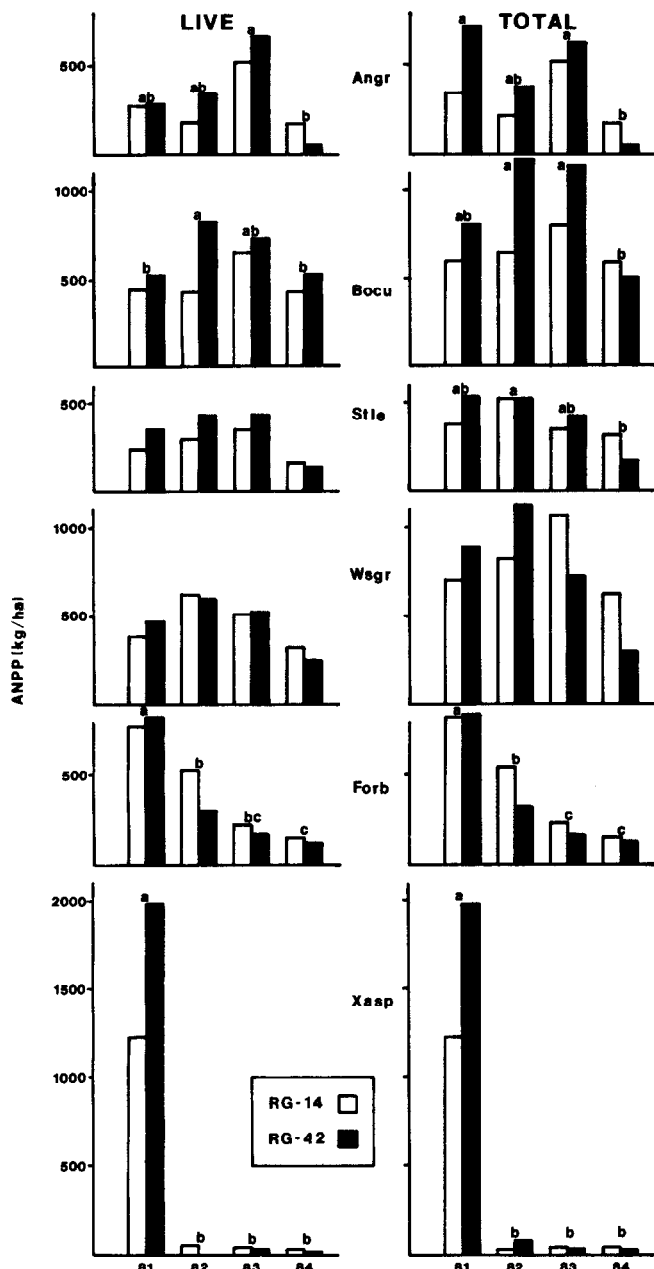 LIVE TOTAL
a a a
500 ab ab Angr ab
b b
1000 a a
a ab ab
500 b b Bocu b
500 Stle ab a ab b
1000
Wsgr
500
ANPP(kg/ha)
a a
500 b Forb b
bc c c c
2000 a a
1500 Xasp
1000 RG-14
RG-42
500
b b b b b b
81 82 83 84 81 82 83 84